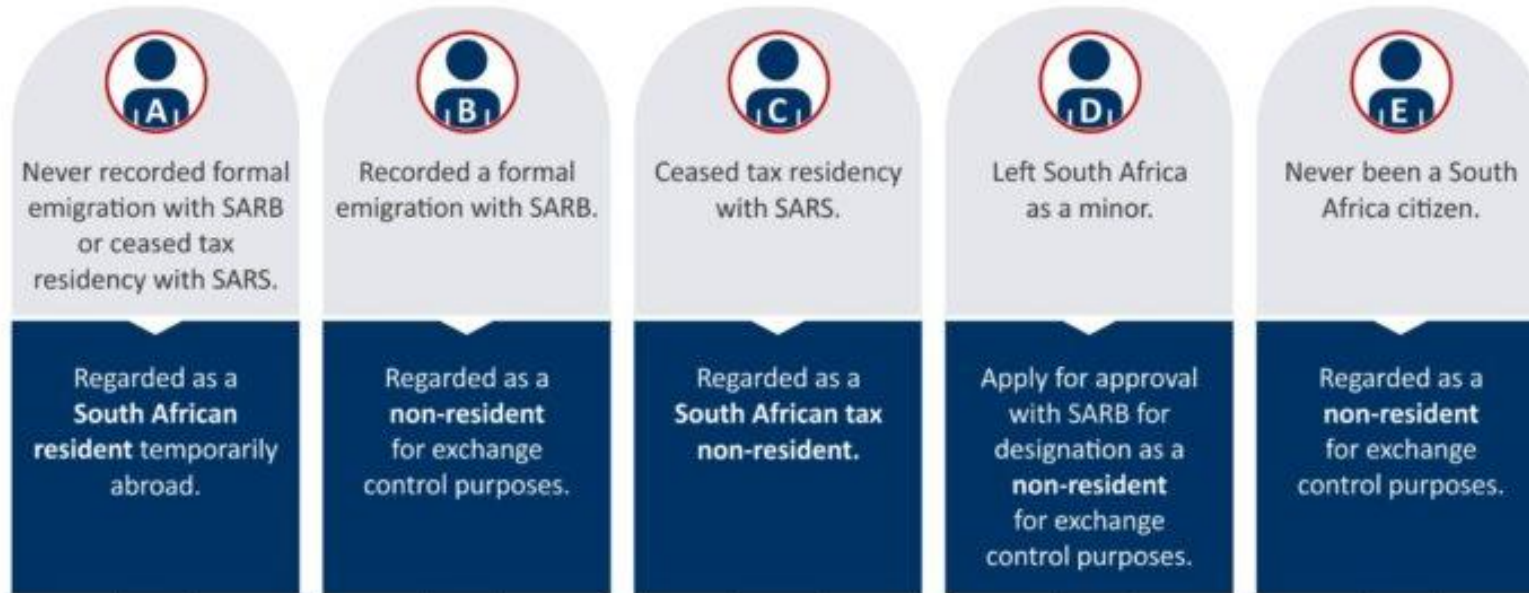 A
Never recorded formal
emigration with SARB
or ceased tax
residency with SARS.
Regarded as a
South African
resident temporarily
abroad.
B
Recorded a formal
emigration with SARB.
Regarded as a
non-resident
for exchange
control purposes.
C
Ceased tax residency
with SARS.
Regarded as a
South African tax
non-resident.
D
Left South Africa
as a minor.
Apply for approval
with SARB for
designation as a
non-resident
for exchange
control purposes.
E
Never been a South
Africa citizen.
Regarded as a
non-resident
for exchange
control purposes.